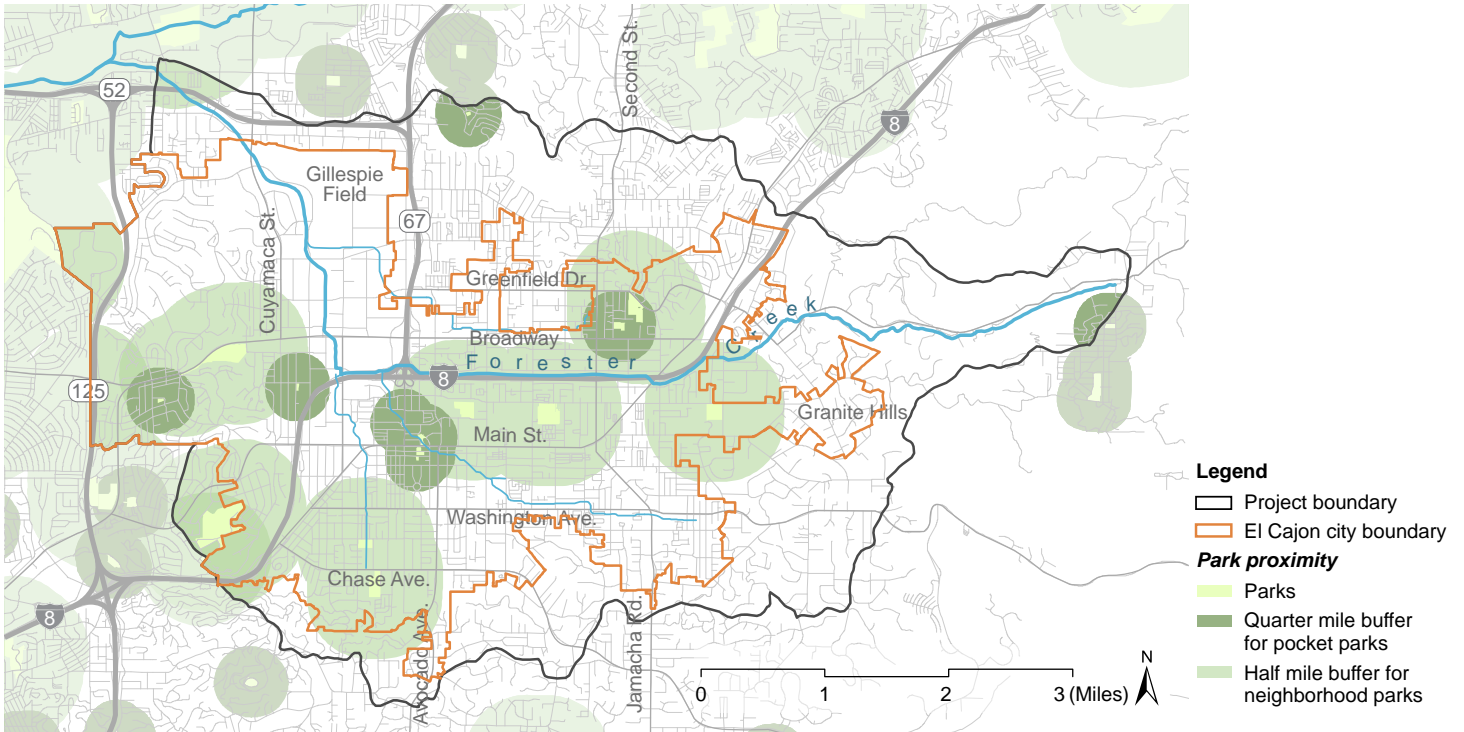 52
Second St.
8
Gillespie
Field
67
Cuyamaca St.
Greenfield Dr
Broadway
Forester Creek
8
125
Granite Hills
Main St.
Washington Ave.
Chase Ave.
8
Avocado Ave.
Jamacha Rd.
0 1 2 3 (Miles)
N
Legend
Project boundary
El Cajon city boundary
Park proximity
Parks
Quarter mile buffer
for pocket parks
Half mile buffer for
neighborhood parks